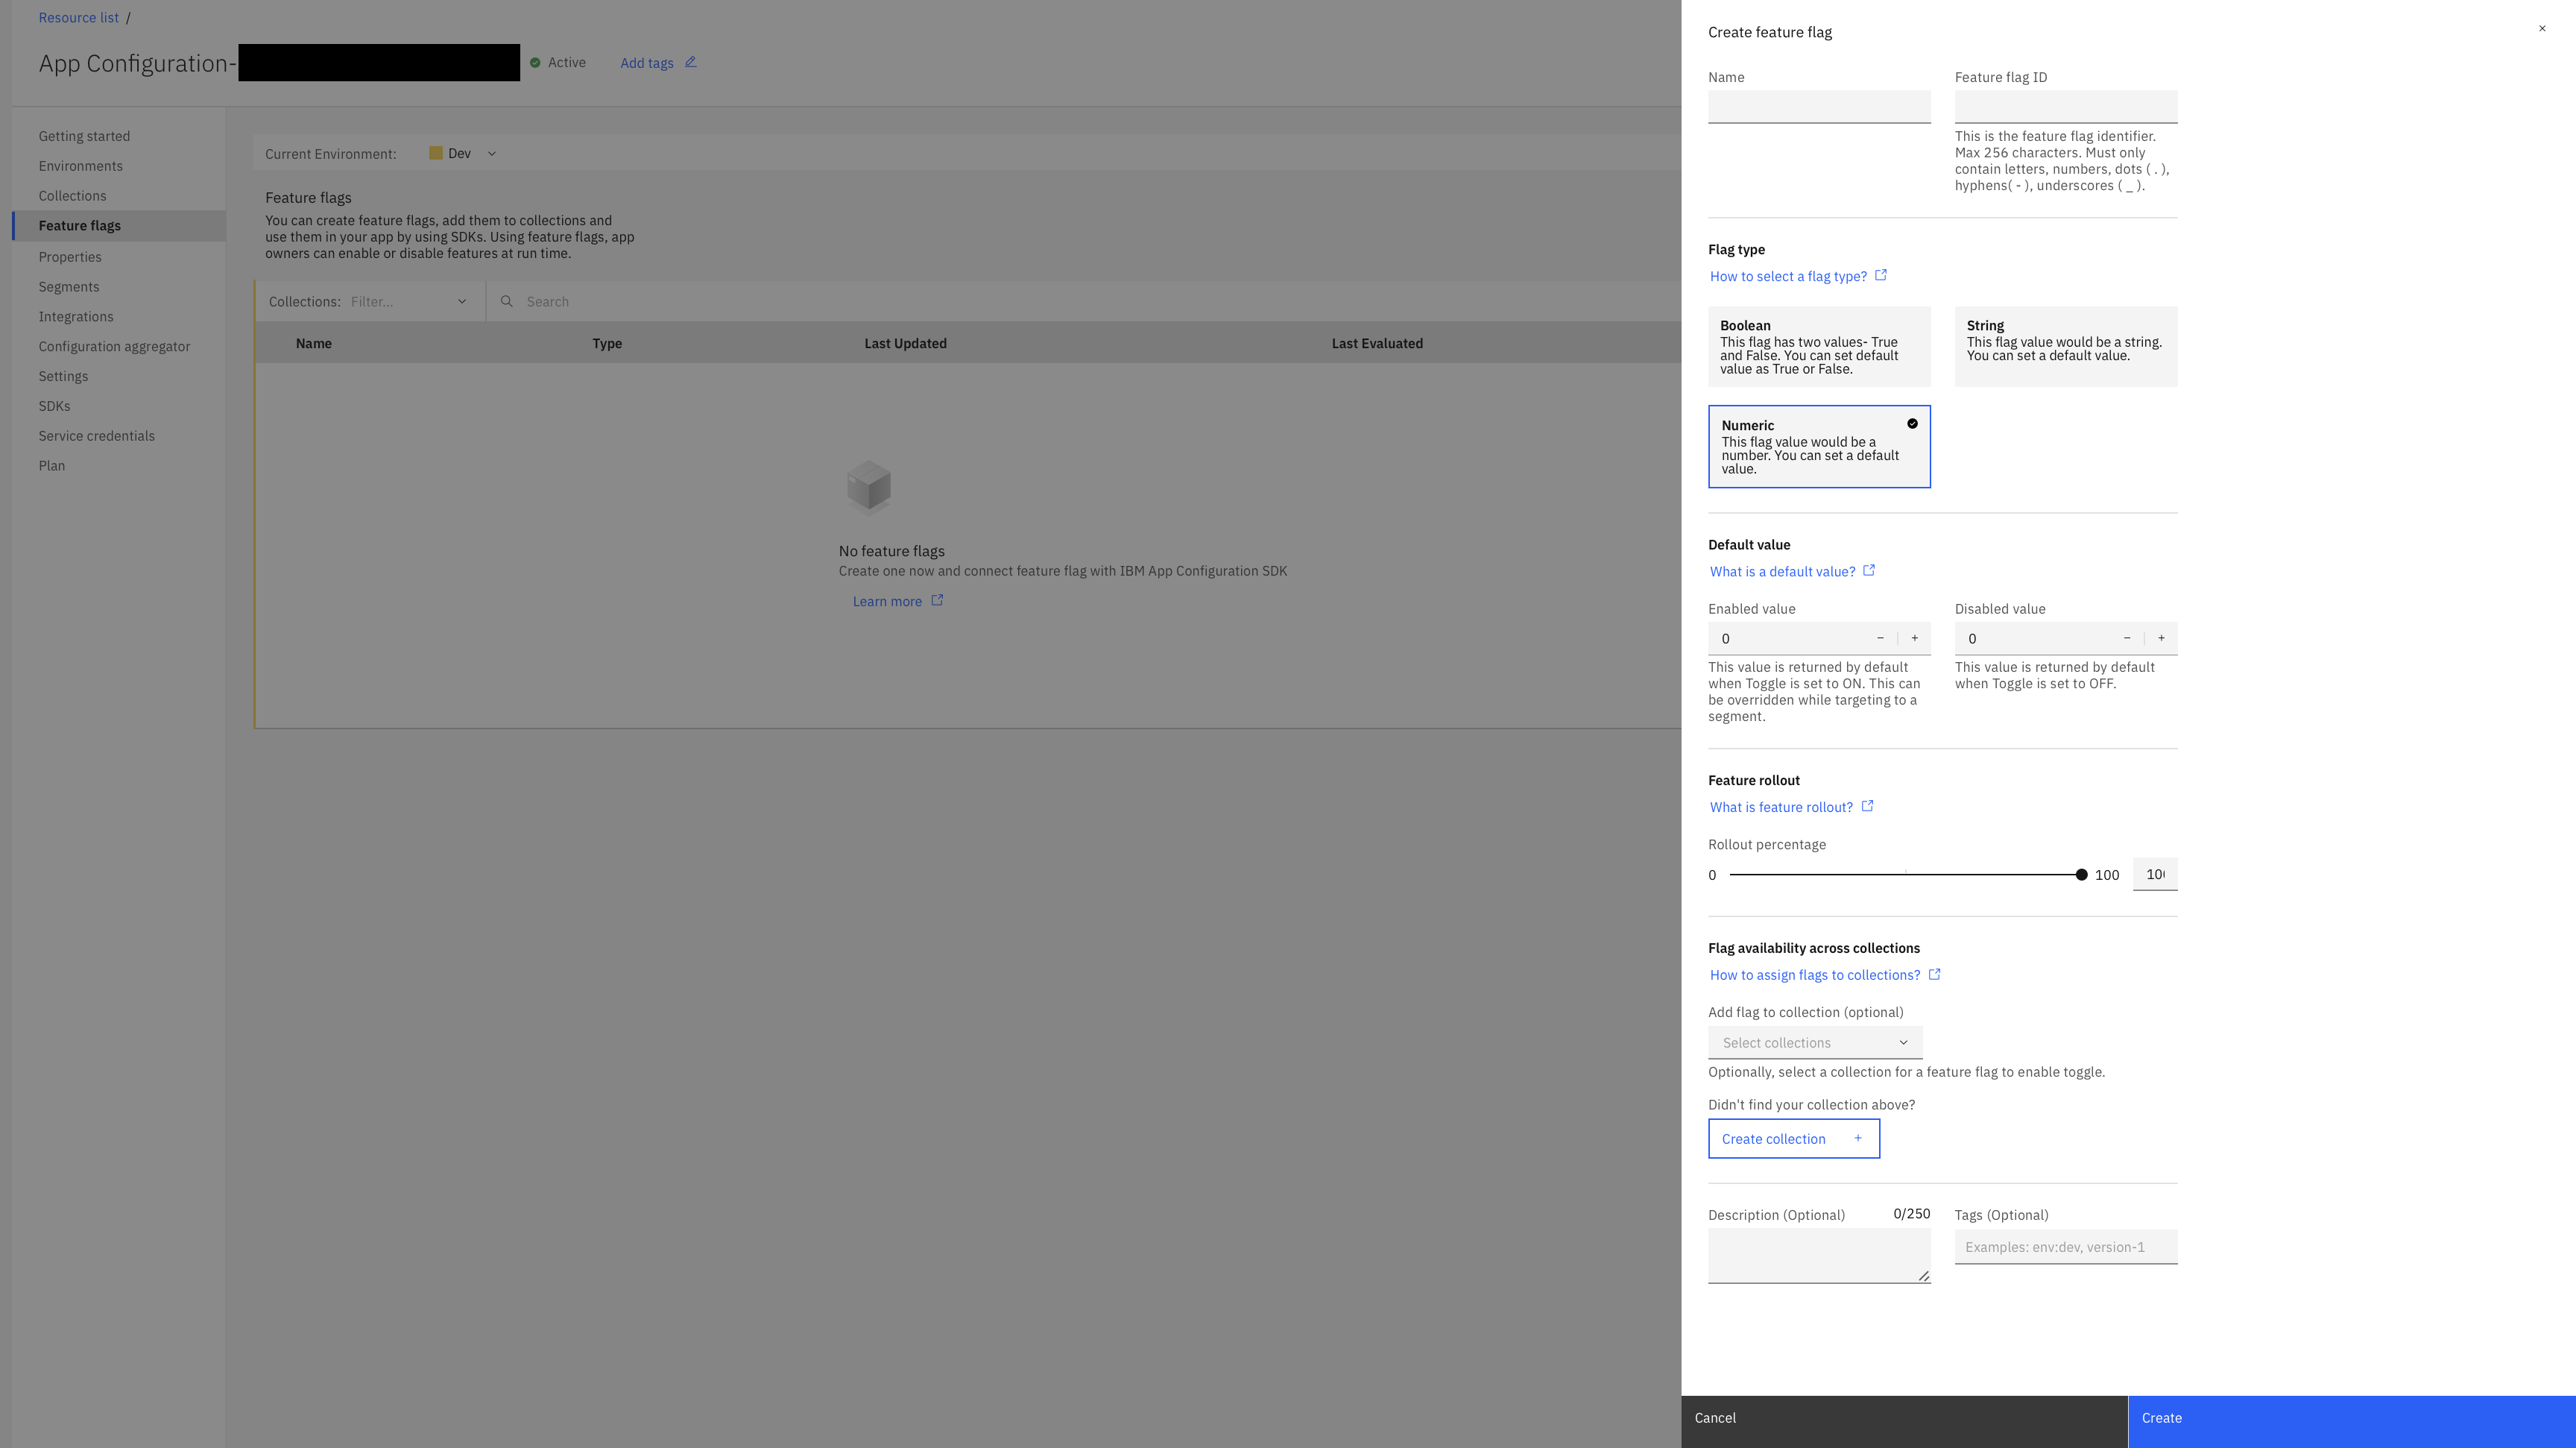 Resource list /
App Configuration-
Active
Add tags
Getting started
Environments
Collections
Feature flags
Properties
Segments
Integrations
Configuration aggregator
Settings
SDKs
Service credentials
Plan
Current Environment:
Dev
Feature flags
You can create feature flags, add them to collections and
use them in your app by using SDKs. Using feature flags, app
owners can enable or disable features at run time.
Collections: Filter...
Search
Name Type Last Updated Last Evaluated
No feature flags
Create one now and connect feature flag with IBM App Configuration SDK
Learn more
Create feature flag
Name
Feature flag ID
This is the feature flag identifier.
Max 256 characters. Must only
contain letters, numbers, dots ( . ),
hyphens( - ), underscores ( _ ).
Flag type
How to select a flag type?
Boolean
This flag has two values- True
and False. You can set default
value as True or False.
String
This flag value would be a string.
You can set a default value.
Numeric
This flag value would be a
number. You can set a default
value.
Default value
What is a default value?
Enabled value
0
This value is returned by default
when Toggle is set to ON. This can
be overridden while targeting to a
segment.
Disabled value
0
This value is returned by default
when Toggle is set to OFF.
Feature rollout
What is feature rollout?
Rollout percentage
0 100
Flag availability across collections
How to assign flags to collections?
Add flag to collection (optional)
Select collections
Optionally, select a collection for a feature flag to enable toggle.
Didn't find your collection above?
Create collection +
Description (Optional) 0/250
Tags (Optional)
Examples: env:dev, version-1
Cancel
Create